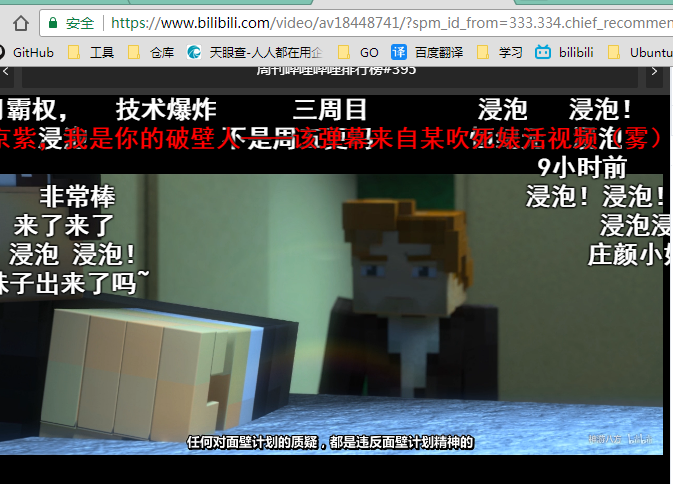 安全 https://www.bilibili.com/video/av18448741/?spm_id_from=333.334.chief_recommen
GitHub 工具 仓库 天眼查-人人都在用企 GO 译 百度翻译 学习 bilibili Ubuntu
周刊哔哩哔哩排行榜#395
霸权， 技术爆炸 三周目 浸泡 浸泡！
京紫，我是你的破壁人——该弹幕来自某吹死婊活视频（雾）
9小时前
非常棒 浸泡！浸泡！
来了来了 浸泡浸
浸泡 浸泡！ 庄颜小
妹子出来了吗~
任何对面壁计划的质疑，都是违反面壁计划精神的